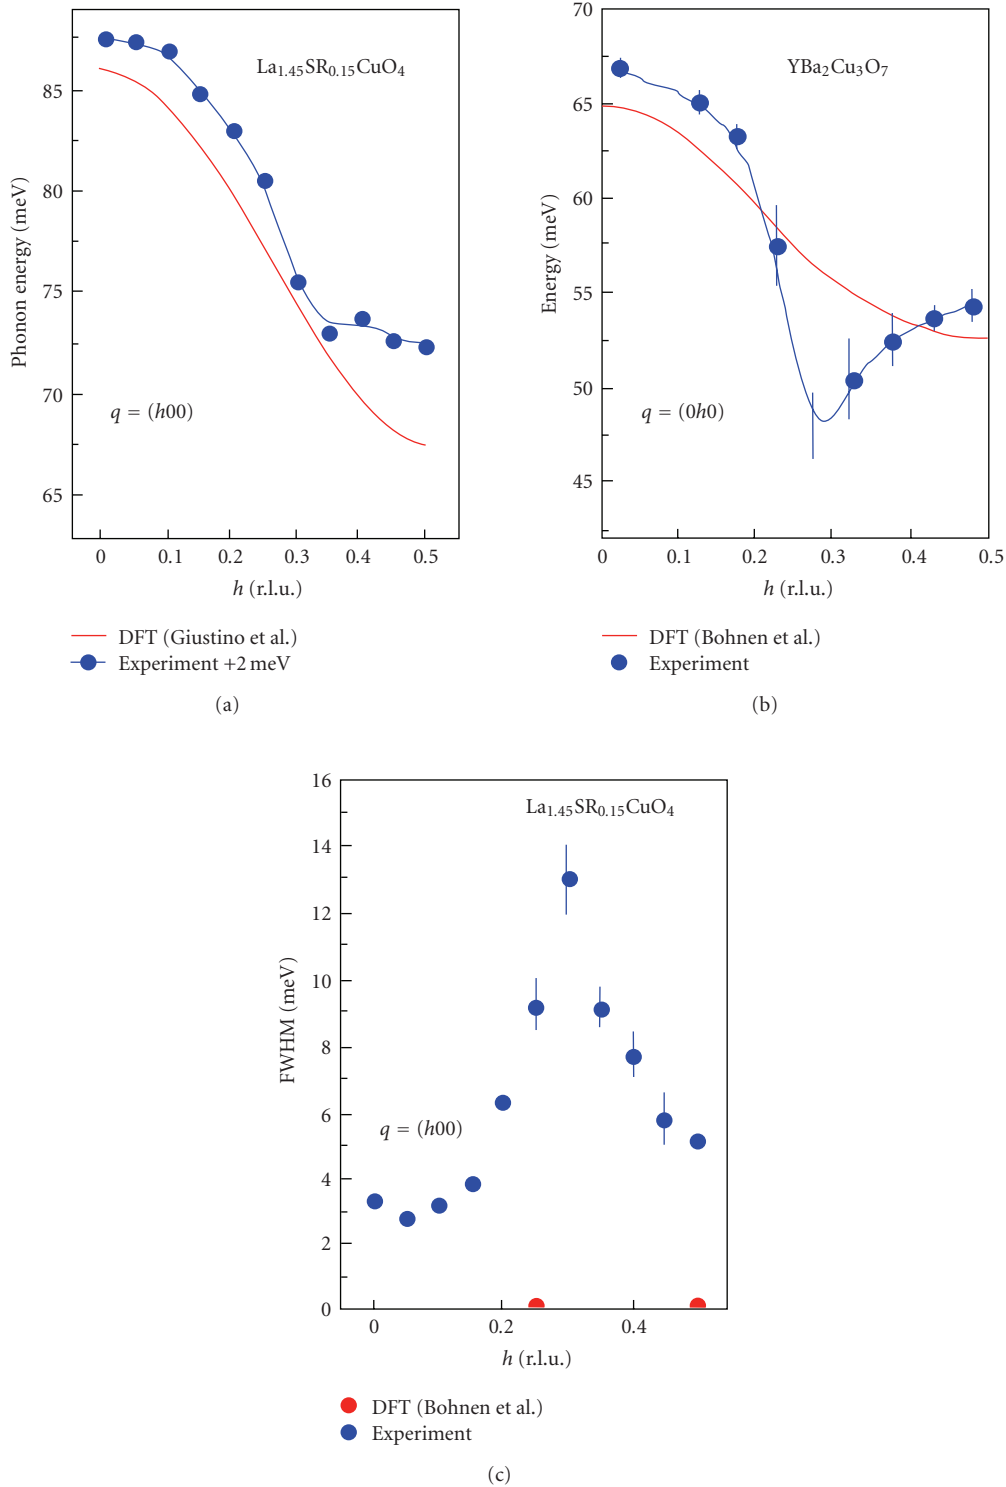 La₁.₄₅SR₀.₁₅CuO₄
85
80
75
70
65
Phonon energy (meV)
q = (h00)
0 0.1 0.2 0.3 0.4 0.5
h (r.l.u.)
DFT (Giustino et al.)
Experiment +2 meV
(a)
YBa₂Cu₃O₇
70
65
60
55
50
45
Energy (meV)
q = (0h0)
0 0.1 0.2 0.3 0.4 0.5
h (r.l.u.)
DFT (Bohnen et al.)
Experiment
(b)
La₁.₄₅SR₀.₁₅CuO₄
16
14
12
10
8
6
4
2
0
FWHM (meV)
q = (h00)
0 0.2 0.4
h (r.l.u.)
DFT (Bohnen et al.)
Experiment
(c)